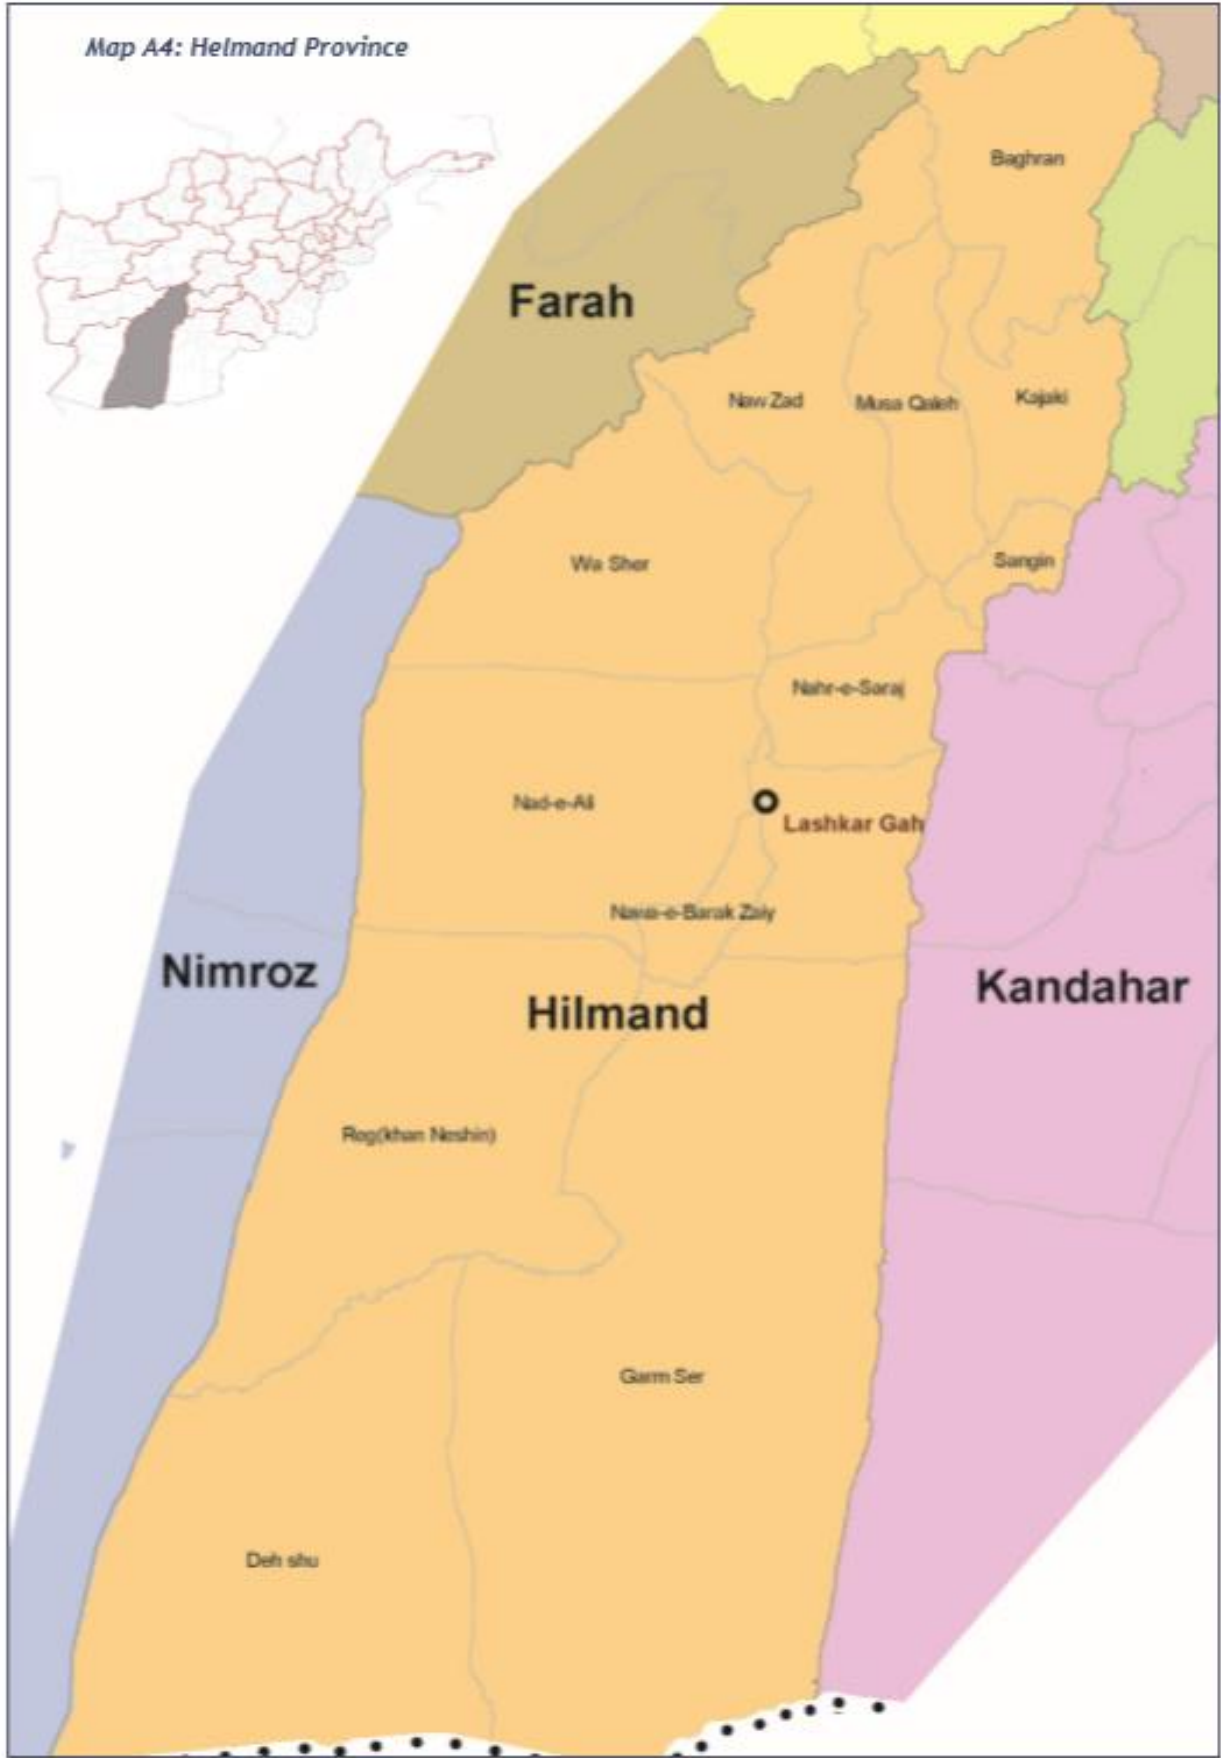 Map A4: Helmand Province
Baghran
Farah
Naw Zad
Musa Qaleh
Kajaki
Wa Sher
Sangin
Nahr-e-Saraj
Nad-e-Ali
Lashkar Gah
Nawa-e-Barak Zaiy
Nimroz
Kandahar
Hilmand
Reg(khan Neshin)
Garm Ser
Deh shu